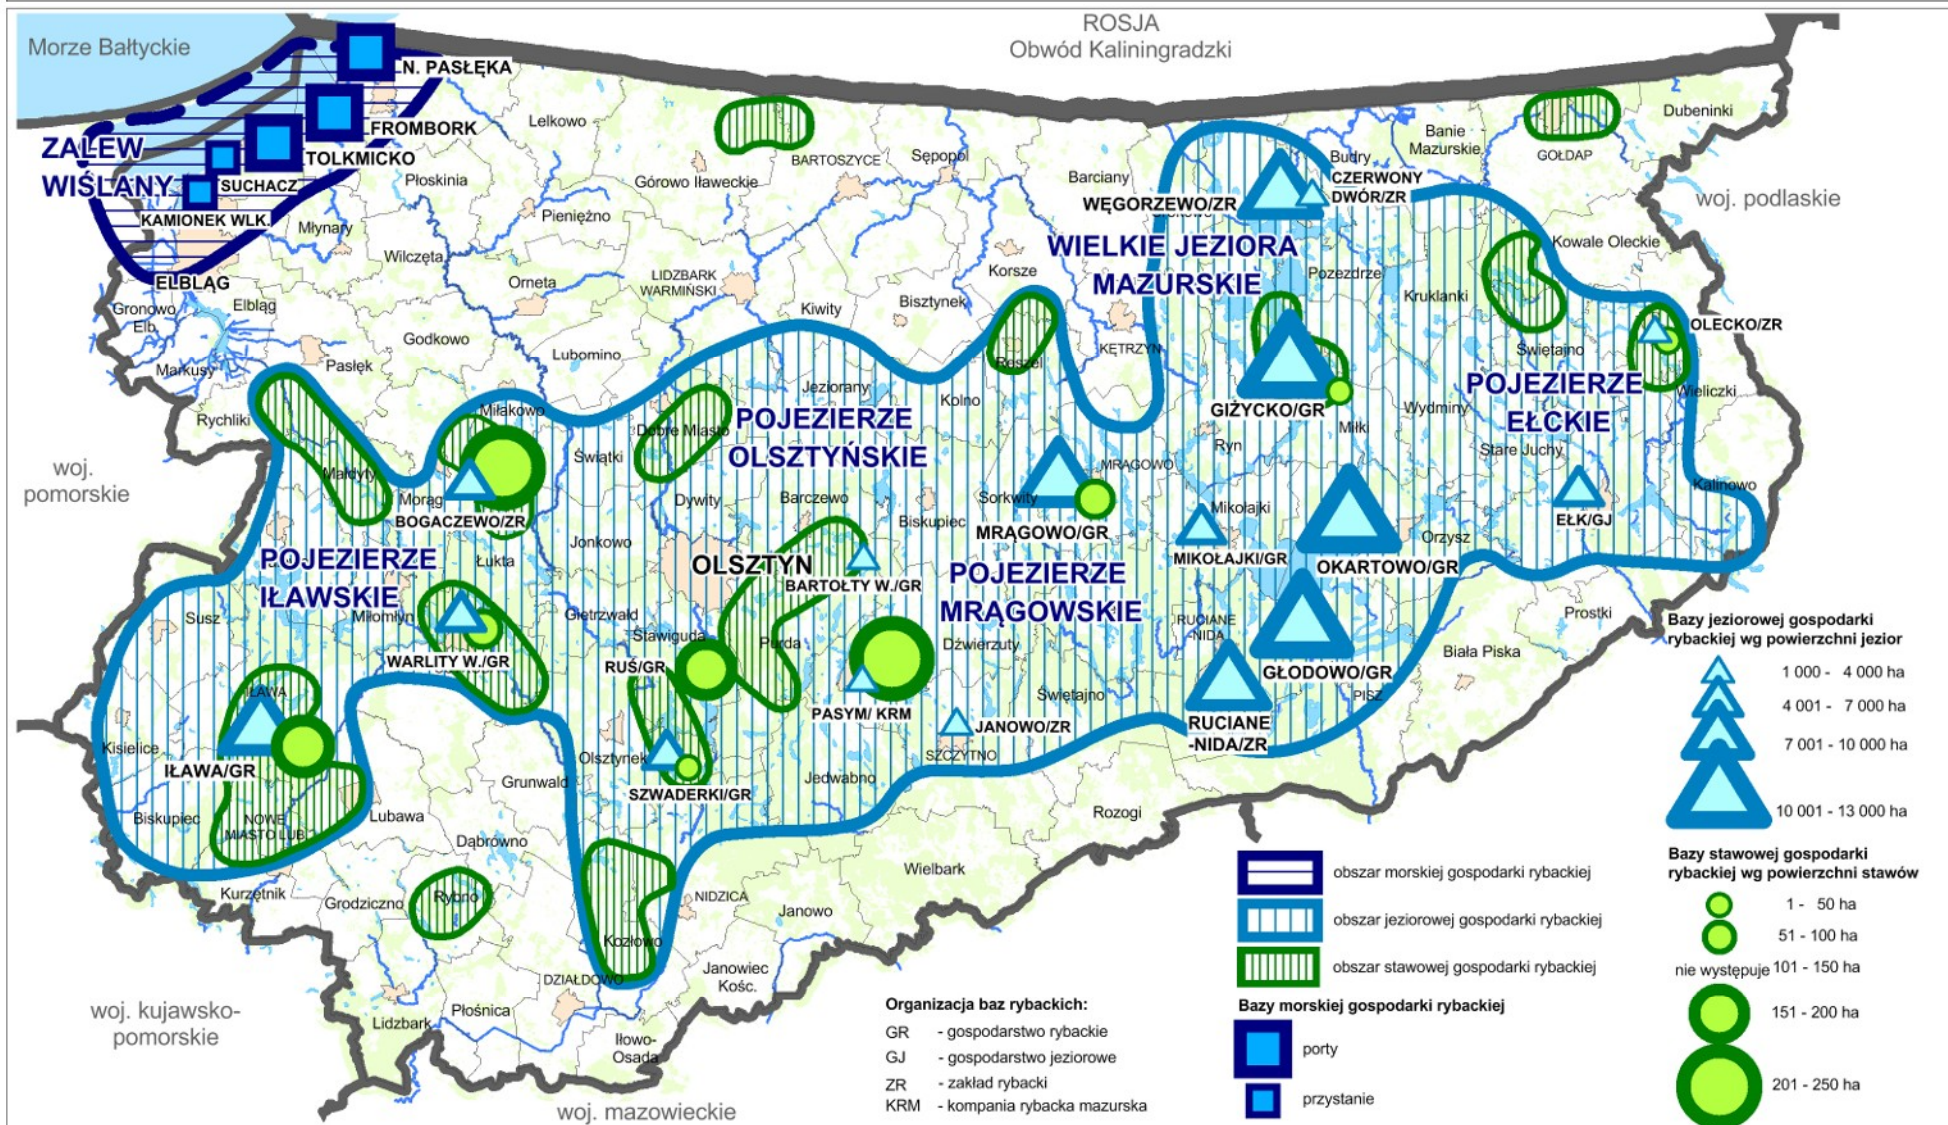 ROSJA
Obwód Kaliningradzki
Morze Bałtyckie
N. PASŁĘKA
FROMBORK
TOLKMICKO
ZALEW
WIŚLANY
SUCHACZ
KAMIONEK WLK.
ELBLĄG
Gronowo
Elb.
Elbląg
Markusy
Rychliki
Pasłęk
Młynary
Płoskinia
Lelkowo
Pieniężno
Wilczęta
Orneta
Godkowo
Lubomino
Górowo Iławeckie
BARTOSZYCE
Sępopol
LIDZBARK
WARMIŃSKI
Kiwity
Bisztynek
Korsze
Barciany
Reszel
KĘTRZYN
WĘGORZEWO/ZR
Budry
CZERWONY
DWÓR/ZR
Banie
Mazurskie
GOŁDAP
Dubeninki
woj. podlaskie
Kowale Oleckie
WIELKIE JEZIORA
MAZURSKIE
Pozezdrze
Kruklanki
Świętajno
OLECKO/ZR
Wieliczki
POJEZIERZE
EŁCKIE
GIŻYCKO/GR
Wydminy
Miłki
Ryn
Stare Juchy
Kalinowo
EŁK/GJ
Orzysz
OKARTOWO/GR
Mikołajki
MIKOŁAJKI/GR
MRĄGOWO
Sorkwity
MRĄGOWO/GR
POJEZIERZE
MRĄGOWSKIE
Kolno
Jeziorany
POJEZIERZE
OLSZTYŃSKIE
Dobre Miasto
Świątki
Dywity
Barczewo
Biskupiec
Jonkowo
OLSZTYN
BARTOŁTY W./GR
Miłakowo
Małdyty
Morąg
BOGACZEWO/ZR
POJEZIERZE
IŁAWSKIE
Łukta
Miłomłyn
WARLITY W./GR
Gietrzwałd
Stawiguda
RUŚ/GR
Purda
PASYM/ KRM
Dźwierzuty
Świętajno
JANOWO/ZR
SZCZYTNO
Jedwabno
RUCIANE
NIDA
RUCIANE
-NIDA/ZR
GŁODOWO/GR
PISZ
Biała Piska
Prostki
Rozogi
Wielbark
woj.
pomorskie
Susz
IŁAWA
IŁAWA/GR
Kisielice
Biskupiec
NOWE
MIASTO LUB.
Lubawa
Grunwald
Olsztynek
SZWADERKI/GR
Dąbrówno
Kurzętnik
Grodziczno
Rybno
Kozłowo
NIDZICA
Janowo
Janowiec
Kośc.
DZIAŁDOWO
Płośnica
Lidzbark
Iłowo-
Osada
woj. kujawsko-
pomorskie
woj. mazowieckie
Organizacja baz rybackich:
GR - gospodarstwo rybackie
GJ - gospodarstwo jeziorowe
ZR - zakład rybacki
KRM - kompania rybacka mazurska
obszar morskiej gospodarki rybackiej
obszar jeziorowej gospodarki rybackiej
obszar stawowej gospodarki rybackiej
Bazy morskiej gospodarki rybackiej
porty
przystanie
Bazy jeziorowej gospodarki
rybackiej wg powierzchni jezior
1 000 - 4 000 ha
4 001 - 7 000 ha
7 001 - 10 000 ha
10 001 - 13 000 ha
Bazy stawowej gospodarki
rybackiej wg powierzchni stawów
1 - 50 ha
51 - 100 ha
nie występuje 101 - 150 ha
151 - 200 ha
201 - 250 ha